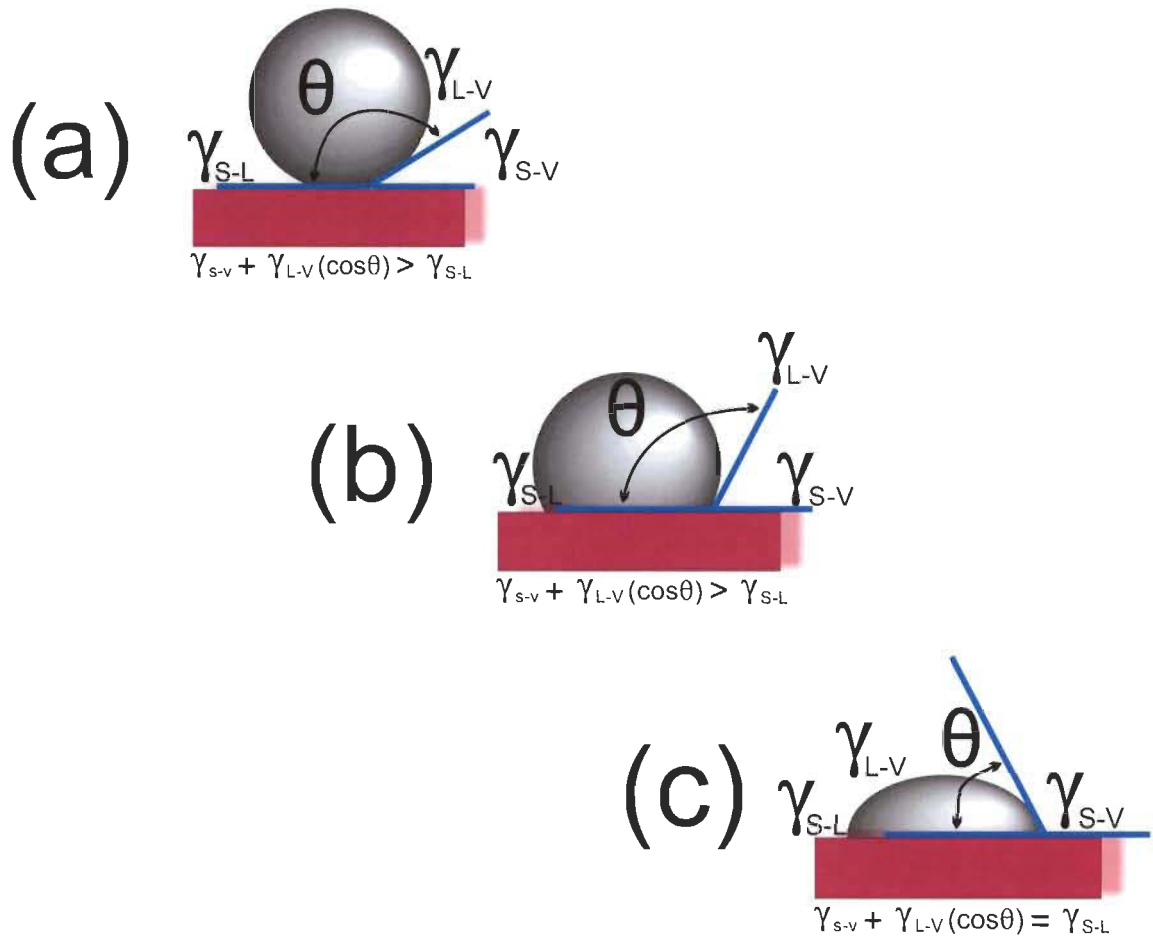 (a)
θ
γL-V
γS-L
γS-V
γs-v + γL-V(cosθ) > γS-L
(b)
θ
γL-V
γS-L
γS-V
γs-v + γL-V(cosθ) > γS-L
(c)
θ
γL-V
γS-L
γS-V
γs-v + γL-V(cosθ) = γS-L